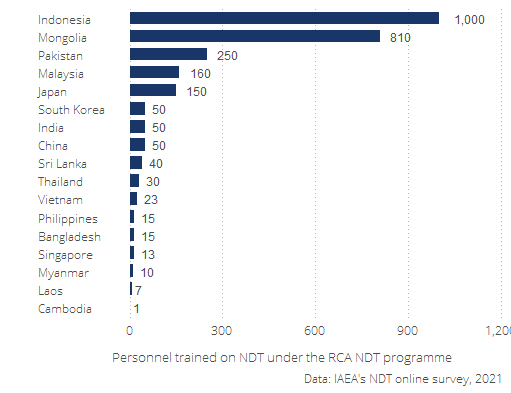 Indonesia 1,000
Mongolia 810
Pakistan 250
Malaysia 160
Japan 150
South Korea 50
India 50
China 50
Sri Lanka 40
Thailand 30
Vietnam 23
Philippines 15
Bangladesh 15
Singapore 13
Myanmar 10
Laos 7
Cambodia 1
0 300 600 900 1,200
Personnel trained on NDT under the RCA NDT programme
Data: IAEA's NDT online survey, 2021